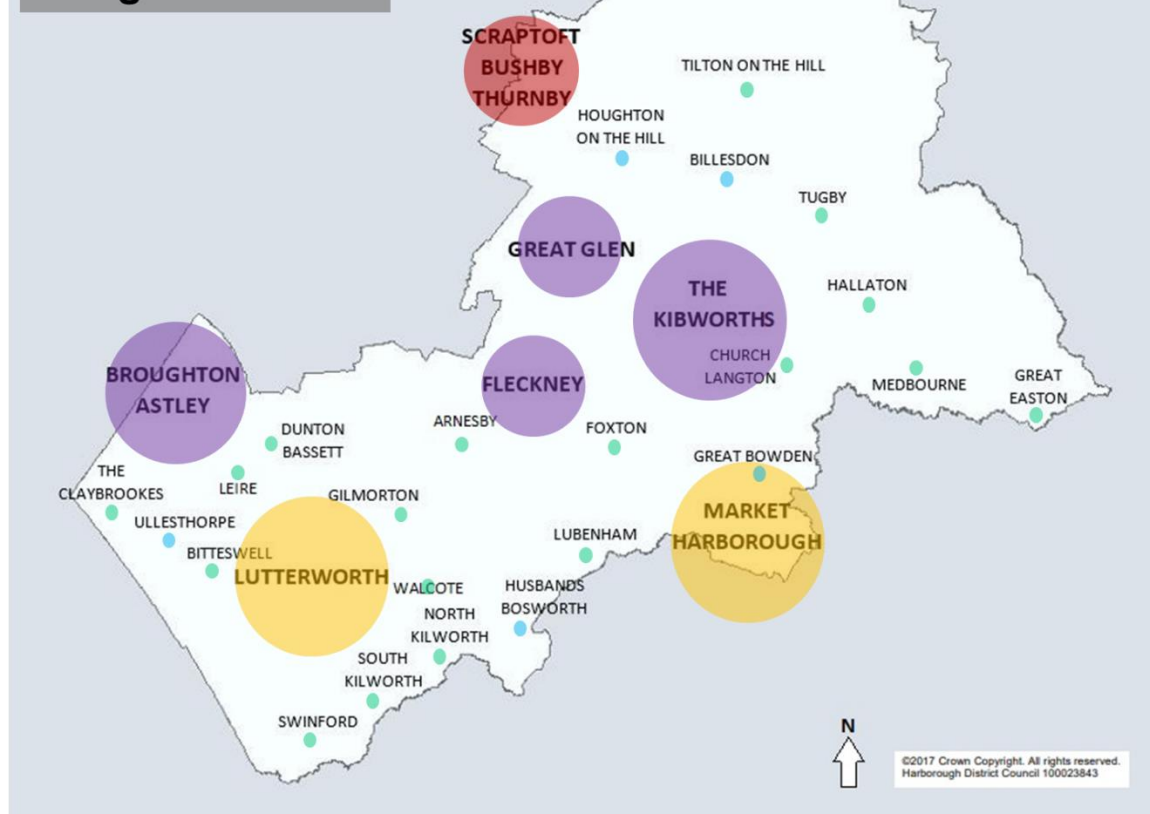 SCRAPTOFT
BUSHBY
THURNBY
TILTON ON THE HILL
HOUGHTON
ON THE HILL
BILLESDON
TUGBY
GREAT GLEN
THE
KIBWORTHS
HALLATON
CHURCH
LANGTON
MEDBOURNE
GREAT
EASTON
BROUGHTON
ASTLEY
FLECKNEY
ARNESBY
FOXTON
DUNTON
BASSETT
GREAT BOWDEN
THE
CLAYBROOKES
LEIRE
GILMORTON
MARKET
HARBOROUGH
ULLESTHORPE
BITTESWELL
LUTTERWORTH
LUBENHAM
WALCOTE
HUSBANDS
BOSWORTH
NORTH
KILWORTH
SOUTH
KILWORTH
SWINFORD
N
©2017 Crown Copyright. All rights reserved.
Harborough District Council 100023843